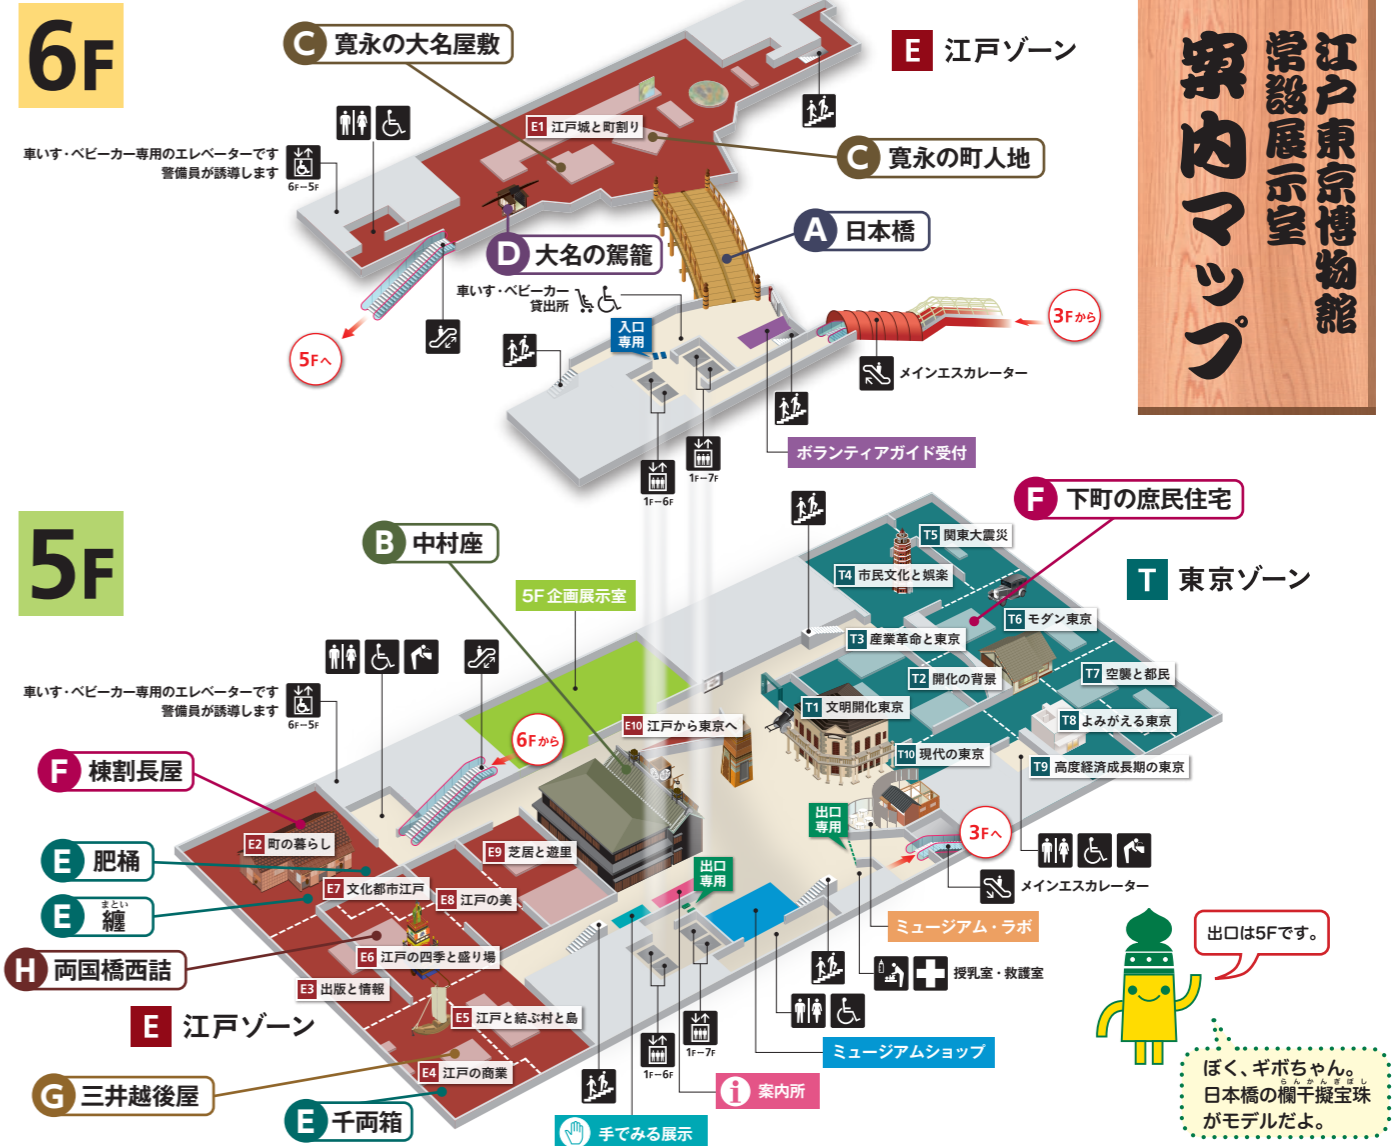 江戸東京博物館
常設展示室
案内マップ
6F
C 寛永の大名屋敷
E 江戸ゾーン
E1 江戸城と町割り
車いす・ベビーカー専用のエレベーターです
警備員が誘導します
6F–5F
C 寛永の町人地
A 日本橋
D 大名の駕籠
車いす・ベビーカー
貸出所
入口
専用
5Fへ
3Fから
メインエスカレーター
ボランティアガイド受付
1F–6F
1F–7F
5F
B 中村座
F 下町の庶民住宅
T 東京ゾーン
5F 企画展示室
T5 関東大震災
T4 市民文化と娯楽
T6 モダン東京
T3 産業革命と東京
T2 開化の背景
T7 空襲と都民
T1 文明開化東京
T8 よみがえる東京
T10 現代の東京
T9 高度経済成長期の東京
車いす・ベビーカー専用のエレベーターです
警備員が誘導します
6F–5F
6Fから
E10 江戸から東京へ
F 棟割長屋
E2 町の暮らし
E9 芝居と遊里
出口
専用
3Fへ
E 肥桶
E7 文化都市江戸
E8 江戸の美
出口
専用
メインエスカレーター
まとい
E 纏
ミュージアム・ラボ
出口は5Fです。
H 両国橋西詰
E6 江戸の四季と盛り場
E3 出版と情報
授乳室・救護室
E 江戸ゾーン
E5 江戸と結ぶ村と島
1F–6F
1F–7F
ミュージアムショップ
E4 江戸の商業
G 三井越後屋
i 案内所
E 千両箱
手でみる展示
ぼく、ギボちゃん。
らんかんぎぼし
日本橋の欄干擬宝珠
がモデルだよ。